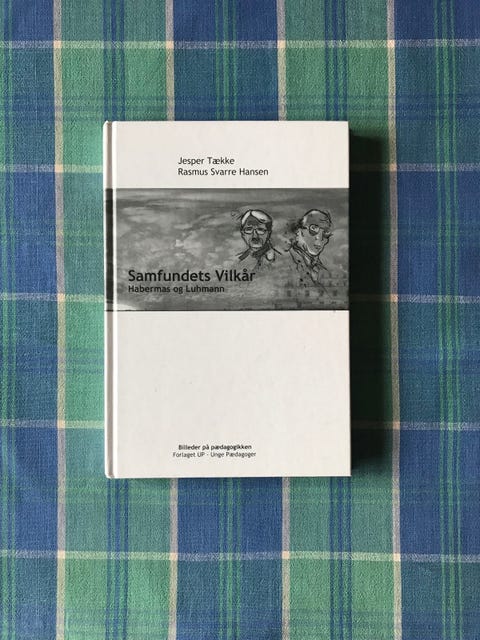 Jesper Tække
Rasmus Svarre Hansen
Samfundets Vilkår
Habermas og Luhmann
Billeder på pædagogikken
Forlaget UP - Unge Pædagoger